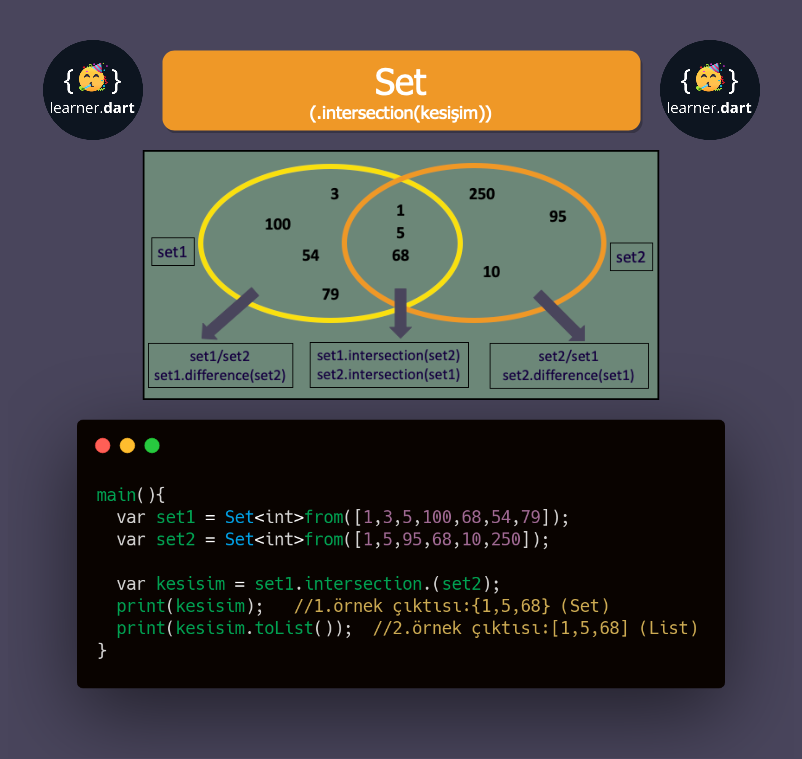 {🥳}
learner.dart
Set
(.intersection(kesişim))
{🥳}
learner.dart
3
250
1
95
100
5
54
68
10
79
set1
set2
set1/set2
set1.difference(set2)
set1.intersection(set2)
set2.intersection(set1)
set2/set1
set2.difference(set1)
main(){
  var set1 = Set<int>from([1,3,5,100,68,54,79]);
  var set2 = Set<int>from([1,5,95,68,10,250]);
  var kesisim = set1.intersection.(set2);
  print(kesisim);   //1.örnek çıktısı:{1,5,68} (Set)
  print(kesisim.toList());  //2.örnek çıktısı:[1,5,68] (List)
}